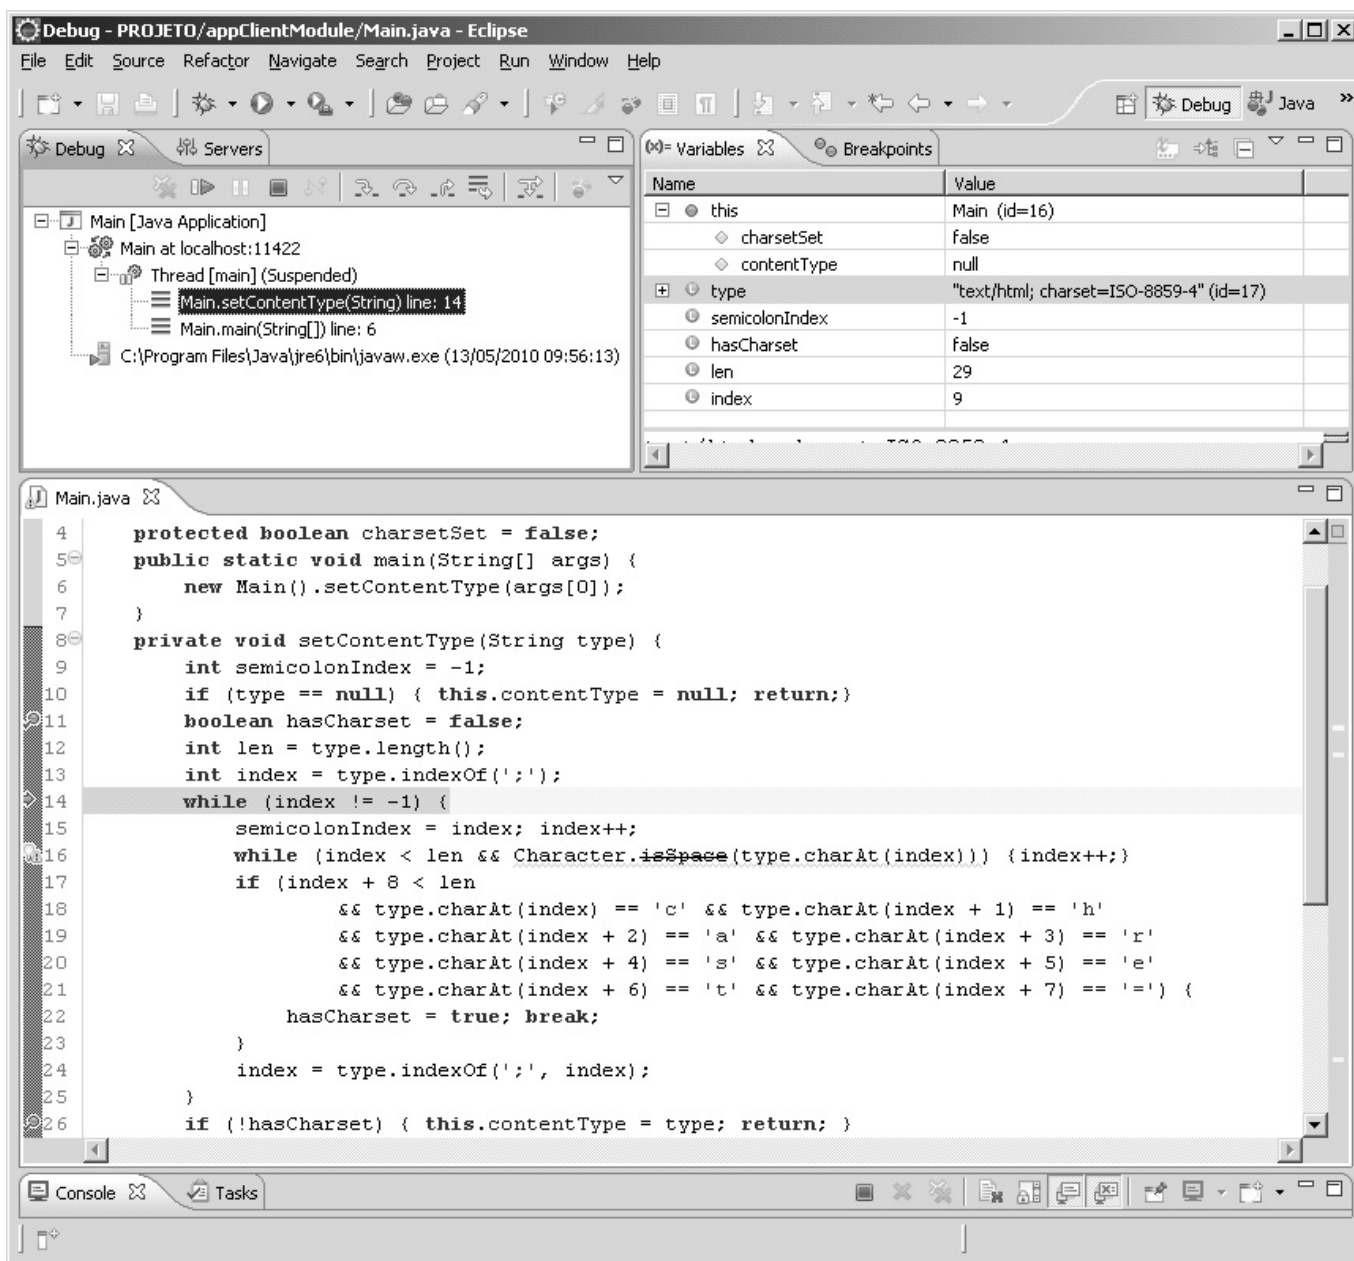 Debug - PROJETO/appClientModule/Main.java - Eclipse
File Edit Source Refactor Navigate Search Project Run Window Help
Debug Java »
Debug Servers
Main [Java Application]
Main at localhost:11422
Thread [main] (Suspended)
Main.setContentType(String) line: 14
Main.main(String[]) line: 6
C:\Program Files\Java\jre6\bin\javaw.exe (13/05/2010 09:56:13)
(x)= Variables Breakpoints
Name Value
this Main (id=16)
charsetSet false
contentType null
type "text/html; charset=ISO-8859-4" (id=17)
semicolonIndex -1
hasCharset false
len 29
index 9
Main.java
4 protected boolean charsetSet = false;
5 public static void main(String[] args) {
6 new Main().setContentType(args[0]);
7 }
8 private void setContentType(String type) {
9 int semicolonIndex = -1;
10 if (type == null) { this.contentType = null; return;}
11 boolean hasCharset = false;
12 int len = type.length();
13 int index = type.indexOf(';');
14 while (index != -1) {
15 semicolonIndex = index; index++;
16 while (index < len && Character.isSpace(type.charAt(index))) {index++;}
17 if (index + 8 < len
18 && type.charAt(index) == 'c' && type.charAt(index + 1) == 'h'
19 && type.charAt(index + 2) == 'a' && type.charAt(index + 3) == 'r'
20 && type.charAt(index + 4) == 's' && type.charAt(index + 5) == 'e'
21 && type.charAt(index + 6) == 't' && type.charAt(index + 7) == '=') {
22 hasCharset = true; break;
23 }
24 index = type.indexOf(';', index);
25 }
26 if (!hasCharset) { this.contentType = type; return; }
Console Tasks